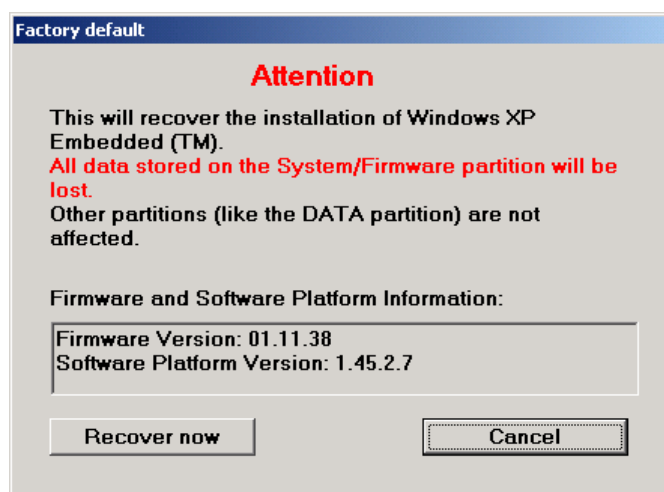 Factory default
Attention
This will recover the installation of Windows XP
Embedded (TM).
All data stored on the System/Firmware partition will be
lost.
Other partitions (like the DATA partition) are not
affected.
Firmware and Software Platform Information:
Firmware Version: 01.11.38
Software Platform Version: 1.45.2.7
Recover now
Cancel